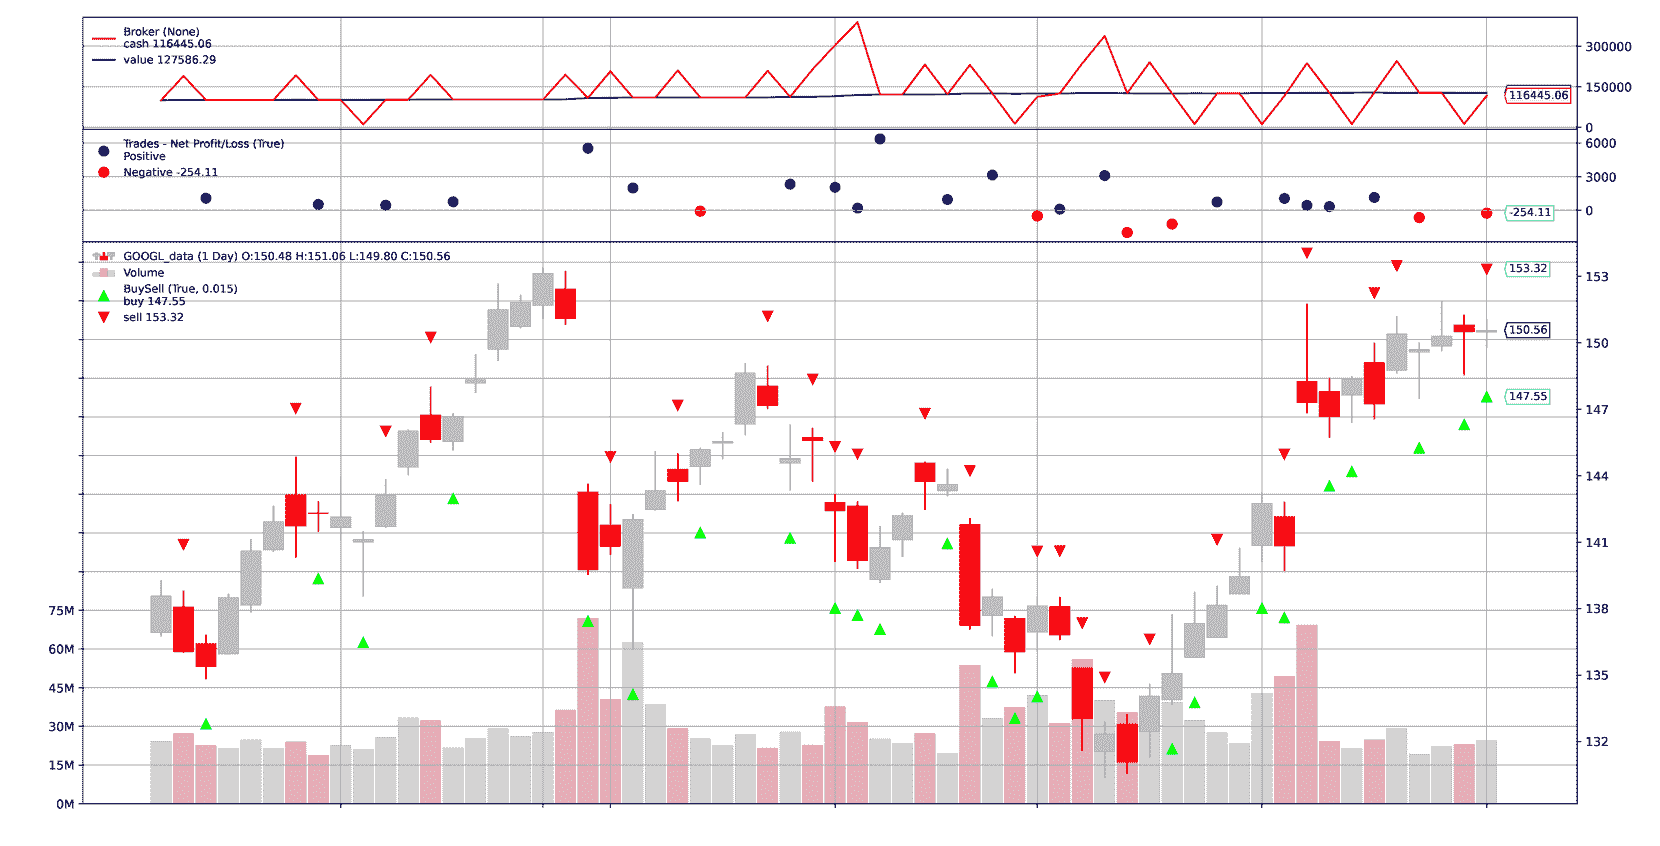 Broker (None)
cash 116445.06
value 127586.29
300000
150000
116445.06
0
Trades - Net Profit/Loss (True)
Positive
Negative -254.11
6000
3000
0
-254.11
GOOGL_data (1 Day) O:150.48 H:151.06 L:149.80 C:150.56
Volume
BuySell (True, 0.015)
buy 147.55
sell 153.32
153.32
153
150.56
150
147.55
147
144
141
138
135
132
75M
60M
45M
30M
15M
0M